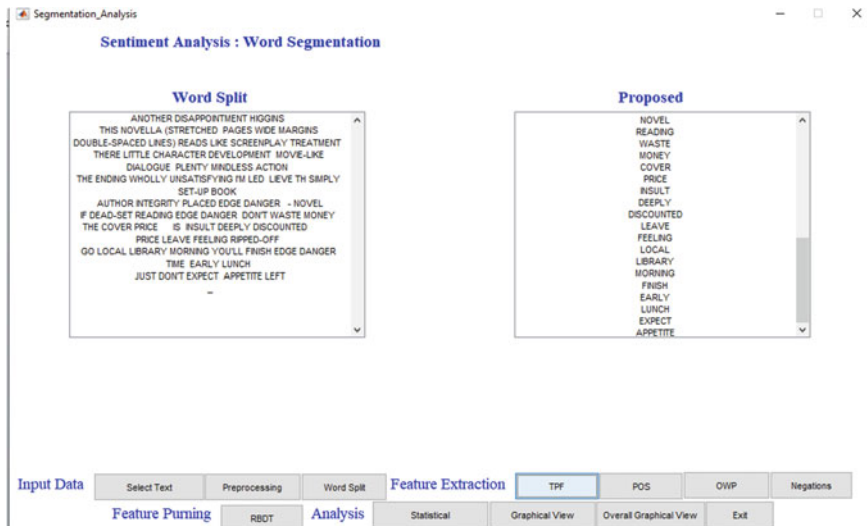 Segmentation_Analysis
Sentiment Analysis : Word Segmentation
Word Split
ANOTHER DISAPPOINTMENT HIGGINS
THIS NOVELLA (STRETCHED PAGES WIDE MARGINS
DOUBLE-SPACED LINES) READS LIKE SCREENPLAY TREATMENT
THERE LITTLE CHARACTER DEVELOPMENT MOVIE-LIKE
DIALOGUE PLENTY MINDLESS ACTION
THE ENDING WHOLLY UNSATISFYING I'M LED LIEVE TH SIMPLY
SET-UP BOOK
AUTHOR INTEGRITY PLACED EDGE DANGER - NOVEL
IF DEAD-SET READING EDGE DANGER DON'T WASTE MONEY
THE COVER PRICE IS INSULT DEEPLY DISCOUNTED
PRICE LEAVE FEELING RIPPED-OFF
GO LOCAL LIBRARY MORNING YOU'LL FINISH EDGE DANGER
TIME EARLY LUNCH
JUST DON'T EXPECT APPETITE LEFT
Proposed
NOVEL
READING
WASTE
MONEY
COVER
PRICE
INSULT
DEEPLY
DISCOUNTED
LEAVE
FEELING
LOCAL
LIBRARY
MORNING
FINISH
EARLY
LUNCH
EXPECT
APPETITE
Input Data Select Text Preprocessing Word Split Feature Extraction TPF POS OWP Negations
Feature Purning RBDT Analysis Statistical Graphical View Overall Graphical View Exit